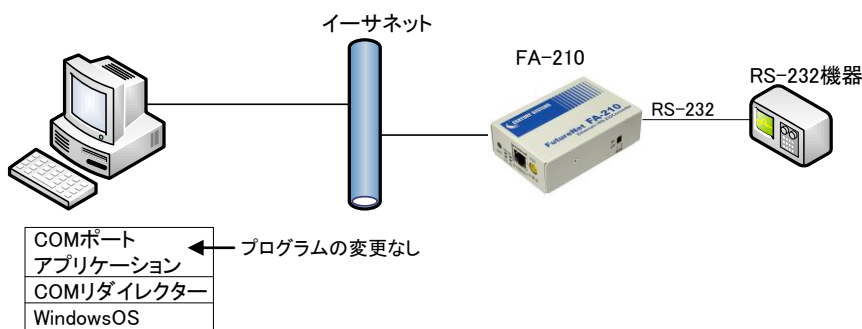 イーサネット
FA-210
RS-232機器
RS-232
CENTURY SYSTEMS
FutureNet FA-210
COMポート
アプリケーション
プログラムの変更なし
COMリダイレクター
WindowsOS